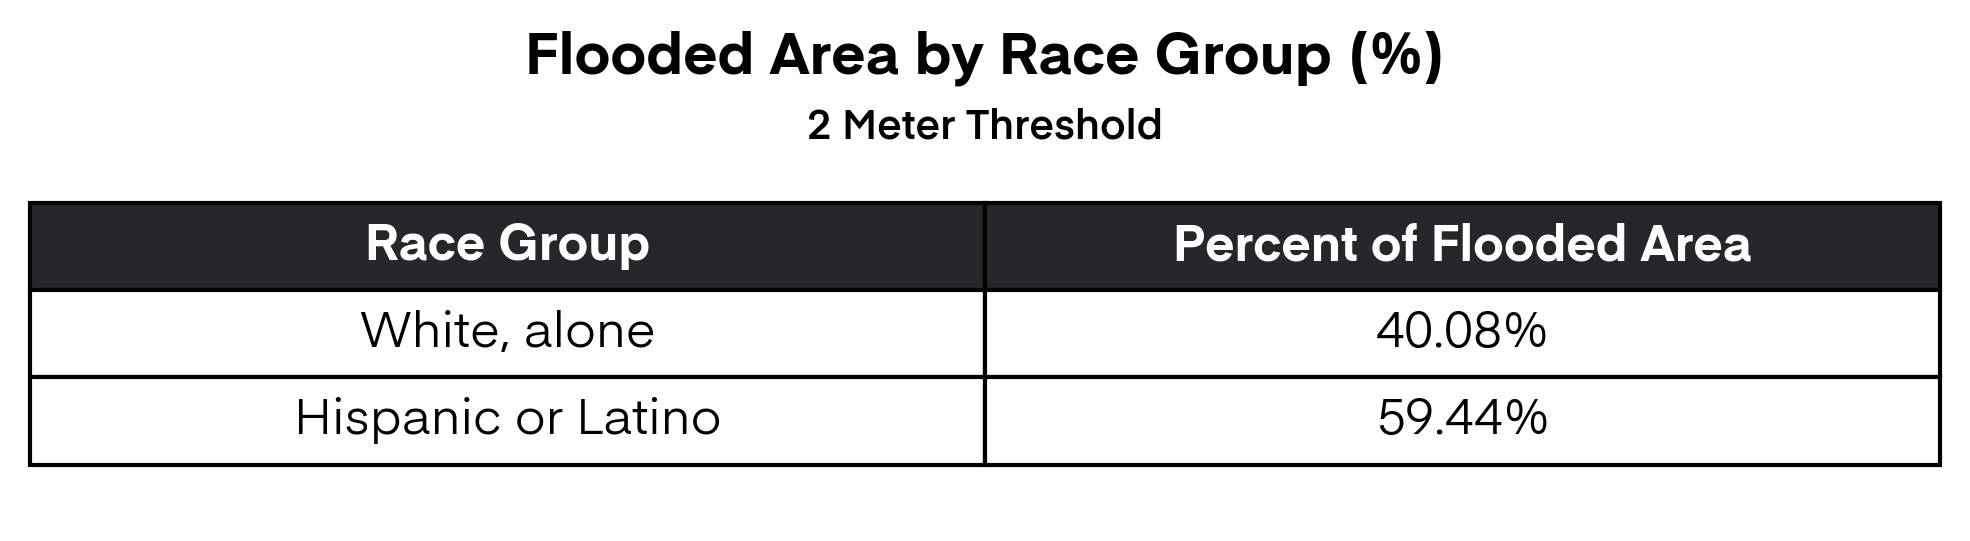 Flooded Area by Race Group (%)
2 Meter Threshold
Race Group Percent of Flooded Area
White, alone 40.08%
Hispanic or Latino 59.44%